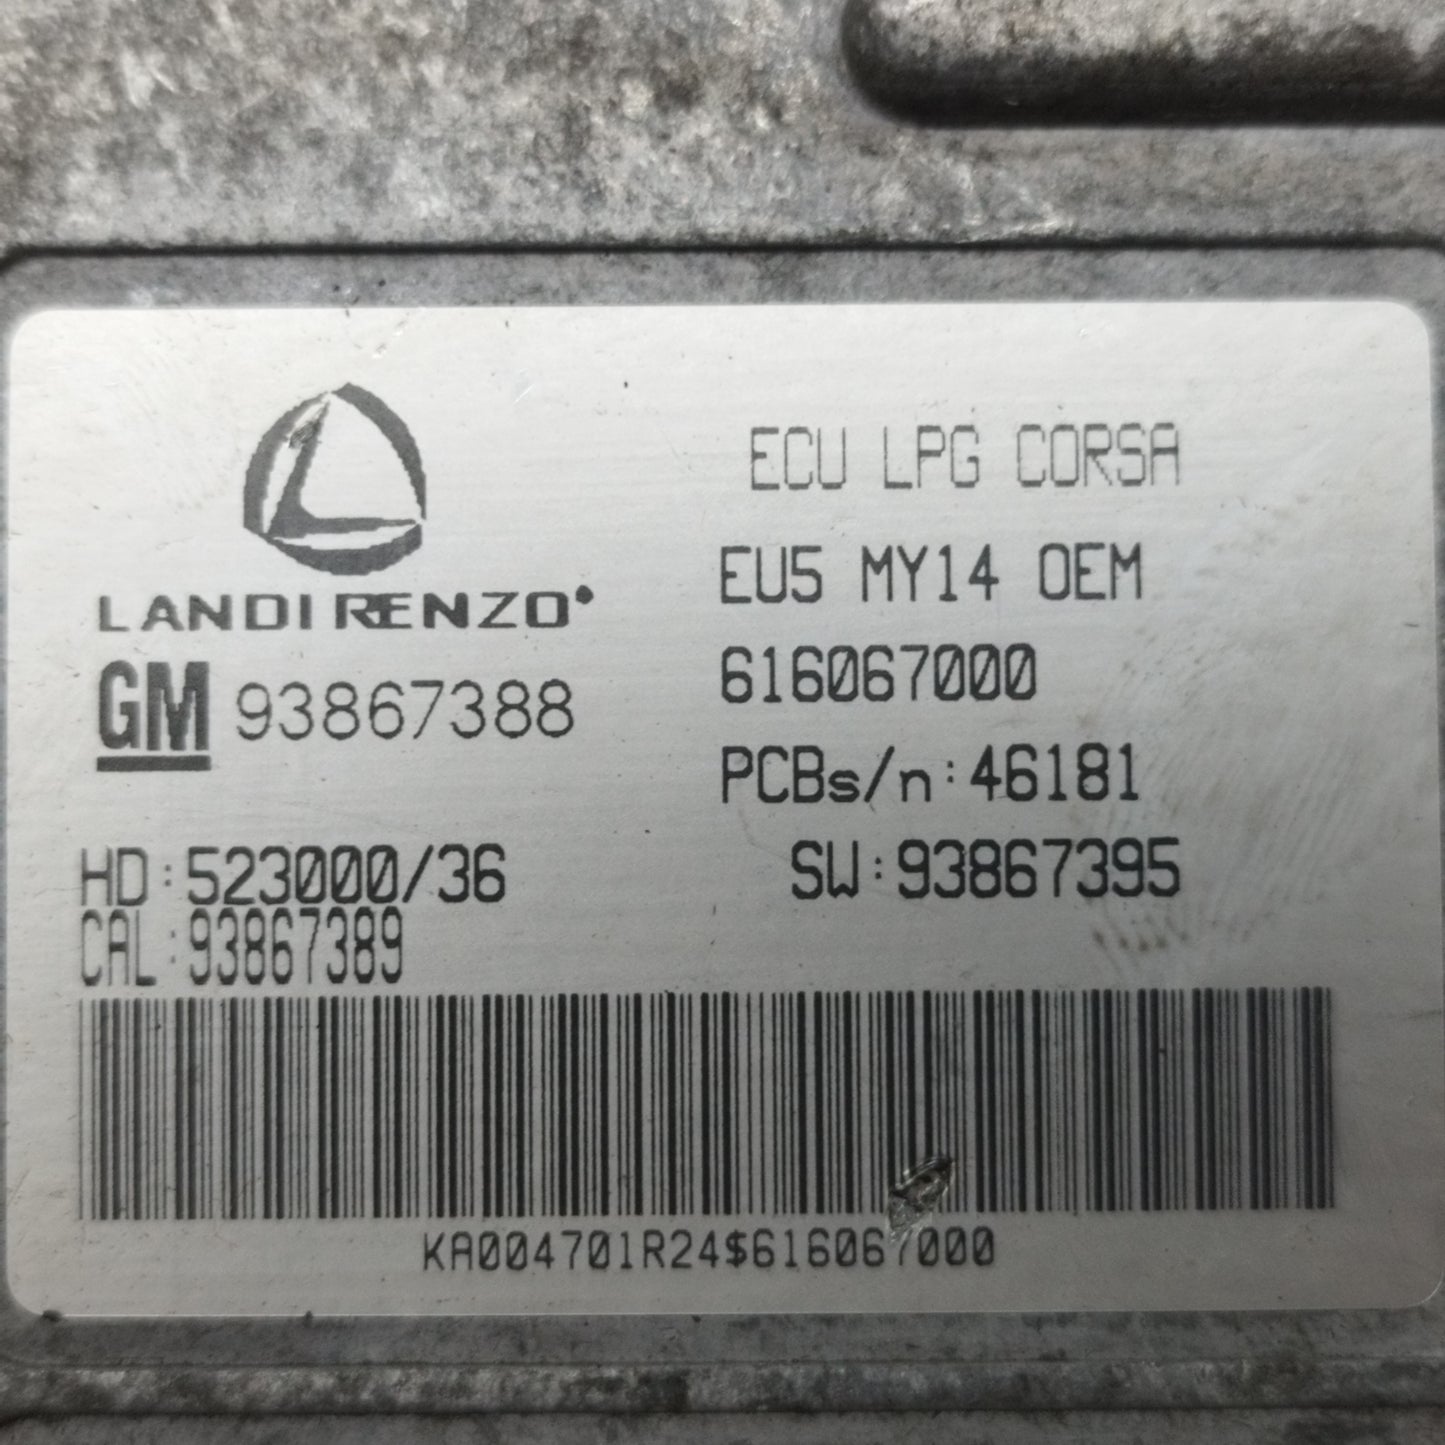 LANDI RENZO
GM 93867388
ECU LPG CORSA
EU5 MY14 OEM
616067000
PCBs/n:46181
HD:523000/36
SW:93867395
CAL:93867389
KA004701R24$616067000